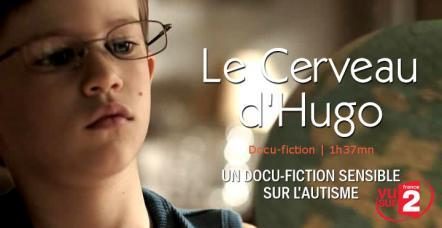 Le Cerveau
d'Hugo
Docu-fiction | 1h37mn
UN DOCU-FICTION SENSIBLE
SUR L'AUTISME
vu
sur
france
2